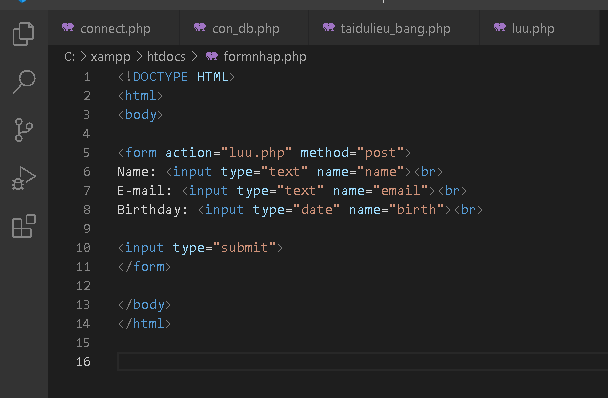 connect.php con_db.php taidulieu_bang.php luu.php
C: > xampp > htdocs > formnhap.php
1 <!DOCTYPE HTML>
2 <html>
3 <body>
4
5 <form action="luu.php" method="post">
6 Name: <input type="text" name="name"><br>
7 E-mail: <input type="text" name="email"><br>
8 Birthday: <input type="date" name="birth"><br>
9
10 <input type="submit">
11 </form>
12
13 </body>
14 </html>
15
16